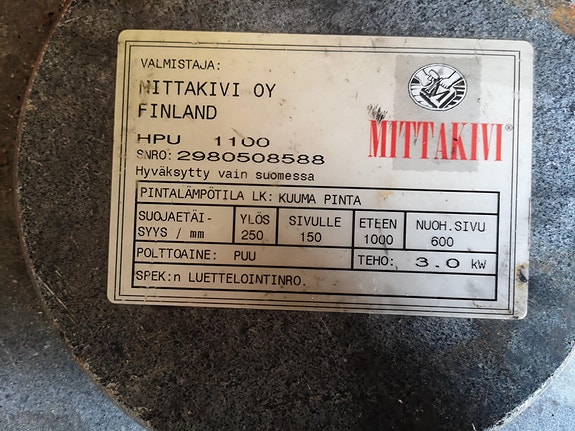 VALMISTAJA:
MITTAKIVI OY
FINLAND
HPU 1100
SNRO: 2980508588
Hyväksytty vain suomessa
MITTAKIVI®
PINTALÄMPÖTILA LK: KUUMA PINTA
SUOJAETÄI-
SYYS / mm
YLÖS
250
SIVULLE
150
ETEEN
1000
NUOH.SIVU
600
POLTTOAINE: PUU
TEHO: 3.0 kW
SPEK:n LUETTELOINTINRO.